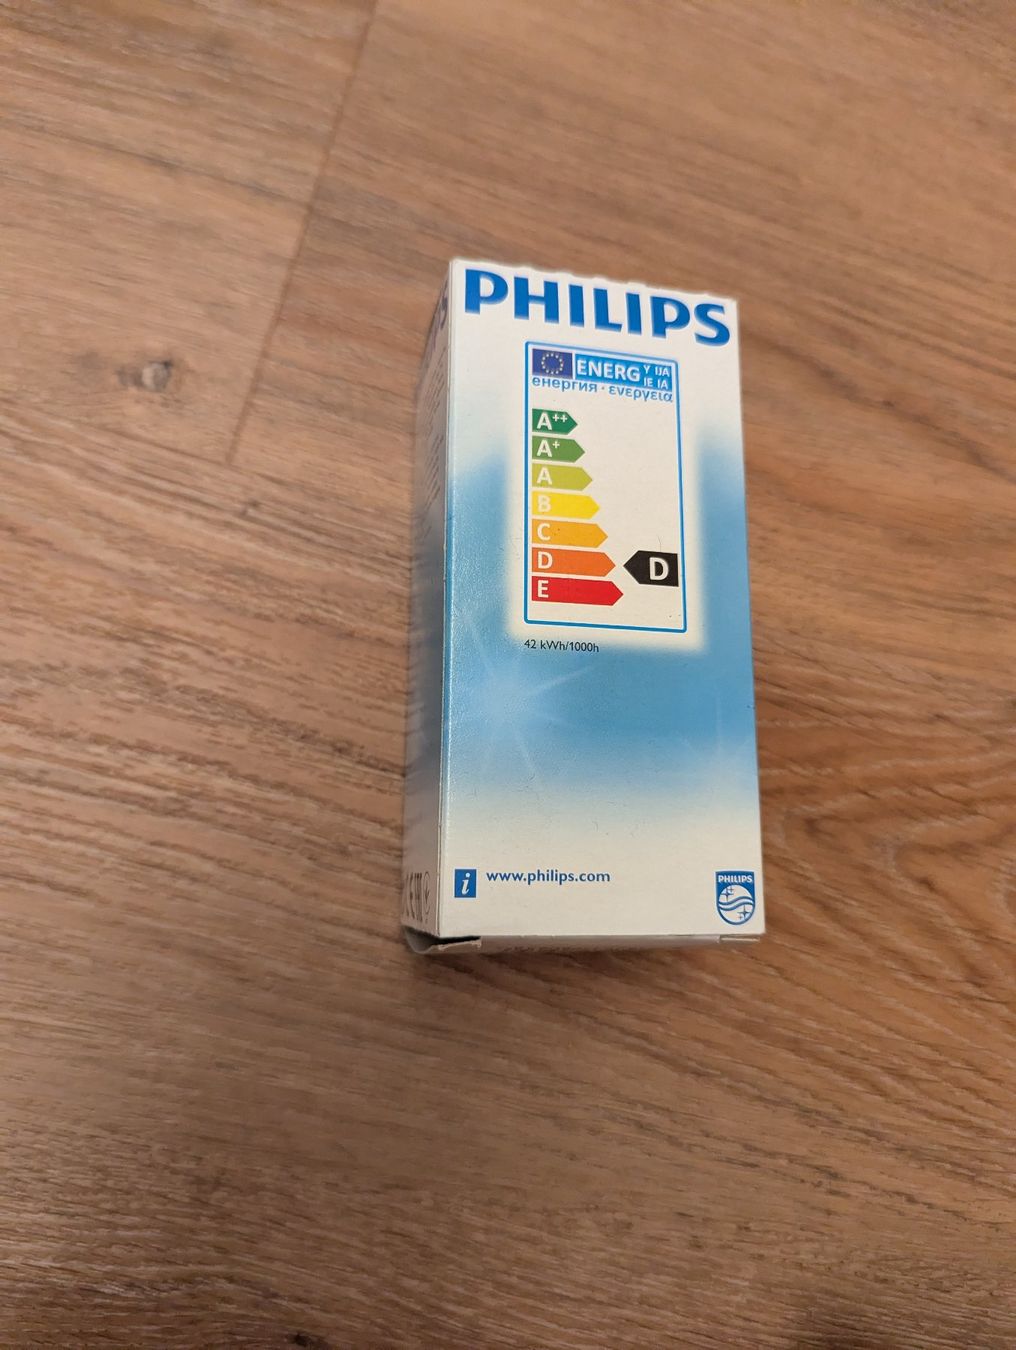 PHILIPS
ENERG Y IJA
IE IA
енергия · ενεργεια
A++
A+
A
B
C
D
D
E
42 kWh/1000h
i www.philips.com
PHILIPS